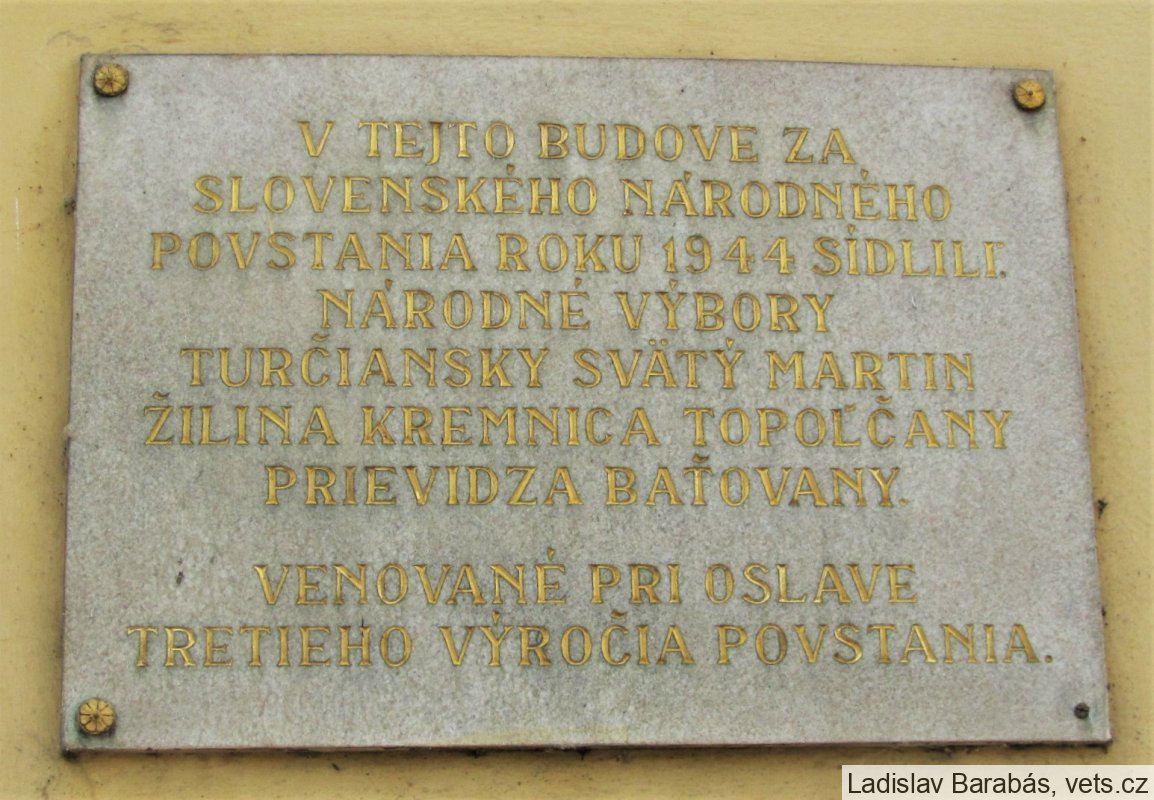 V TEJTO BUDOVE ZA
SLOVENSKÉHO NÁRODNÉHO
POVSTANIA ROKU 1944 SÍDLILI:
NÁRODNÉ VÝBORY
TURČIANSKY SVÄTÝ MARTIN
ŽILINA KREMNICA TOPOĽČANY
PRIEVIDZA BAŤOVANY.
VENOVANÉ PRI OSLAVE
TRETIEHO VÝROČIA POVSTANIA.
Ladislav Barabás, vets.cz